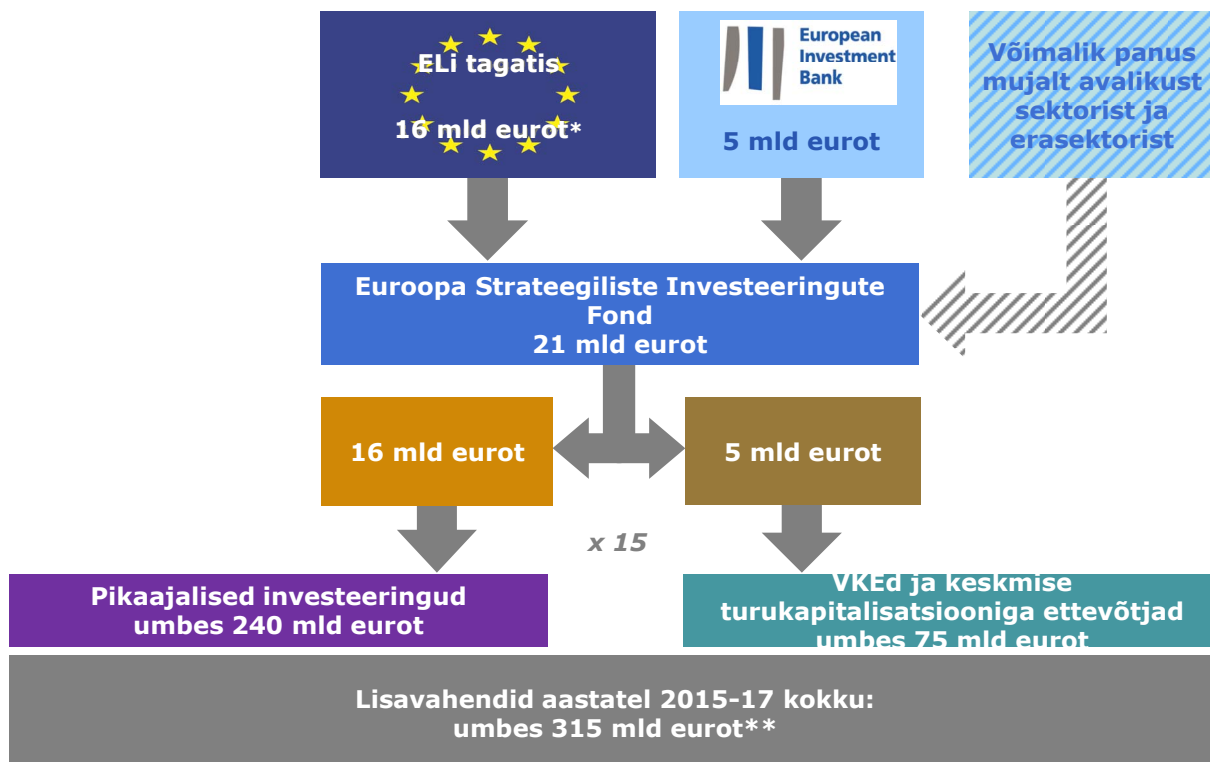 ELi tagatis
16 mld eurot*
European
Investment
Bank
5 mld eurot
Võimalik panus
mujalt avalikust
sektorist ja
erasektorist
Euroopa Strateegiliste Investeeringute
Fond
21 mld eurot
16 mld eurot
5 mld eurot
x 15
Pikaajalised investeeringud
umbes 240 mld eurot
VKEd ja keskmise
turukapitalisatsiooniga ettevõtjad
umbes 75 mld eurot
Lisavahendid aastatel 2015-17 kokku:
umbes 315 mld eurot**